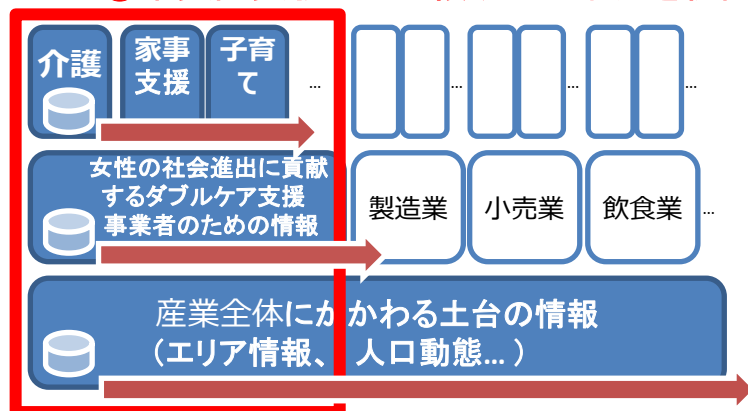 介護
家事
支援
子育
て
...
...
...
...
女性の社会進出に貢献
するダブルケア支援
事業者のための情報
製造業
小売業
飲食業
...
産業全体にかかわる土台の情報
（エリア情報、 人口動態... ）